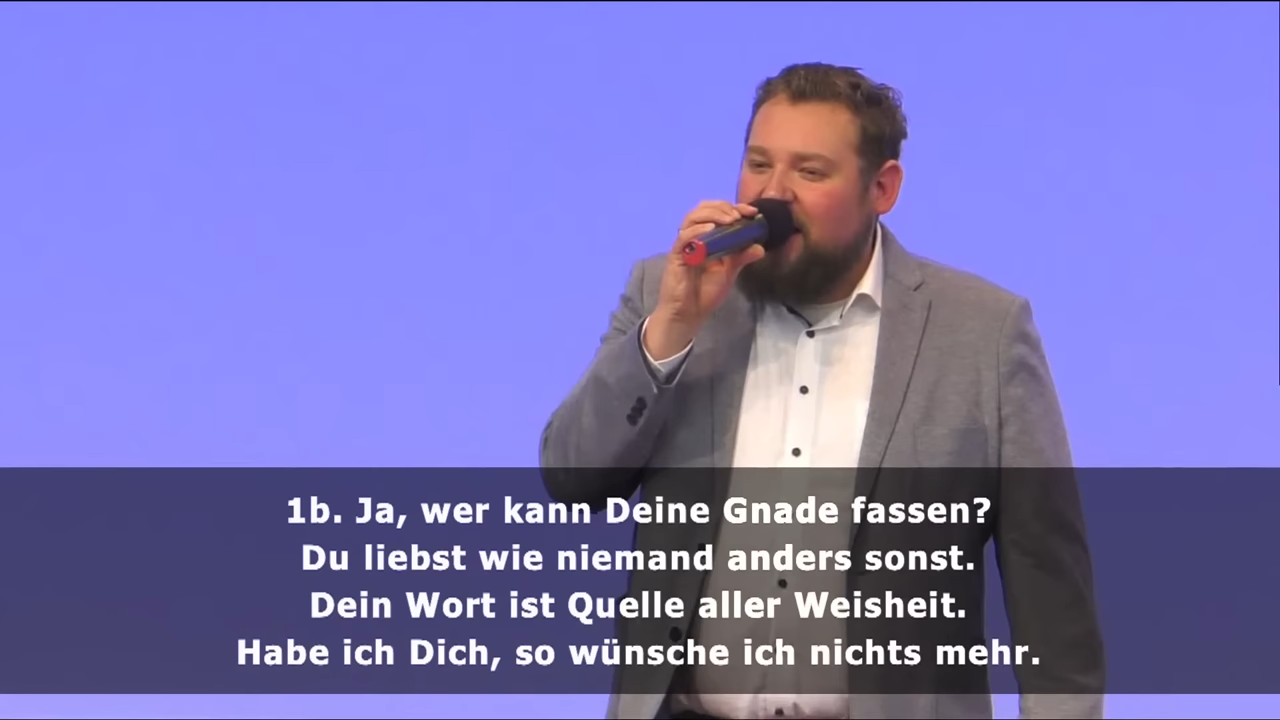 1b. Ja, wer kann Deine Gnade fassen?
Du liebst wie niemand anders sonst.
Dein Wort ist Quelle aller Weisheit.
Habe ich Dich, so wünsche ich nichts mehr.